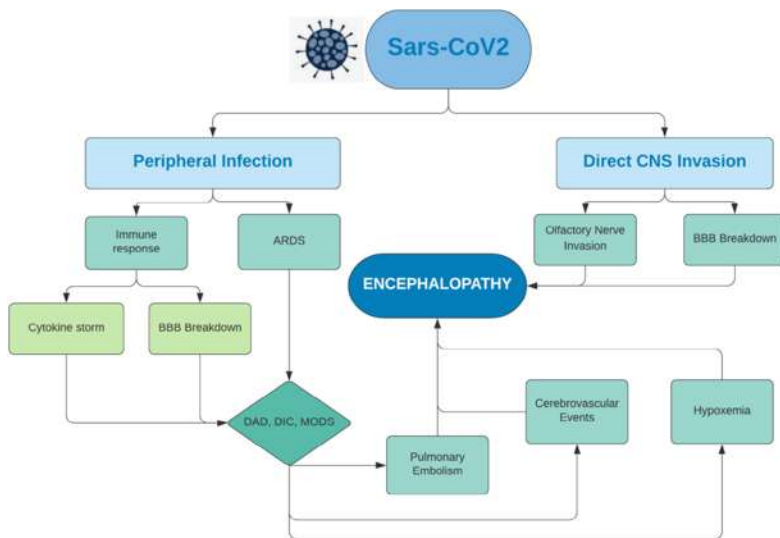 Sars-CoV2
Peripheral Infection
Direct CNS Invasion
Immune
response
ARDS
Olfactory Nerve
Invasion
BBB Breakdown
ENCEPHALOPATHY
Cytokine storm
BBB Breakdown
DAD, DIC, MODS
Pulmonary
Embolism
Cerebrovascular
Events
Hypoxemia